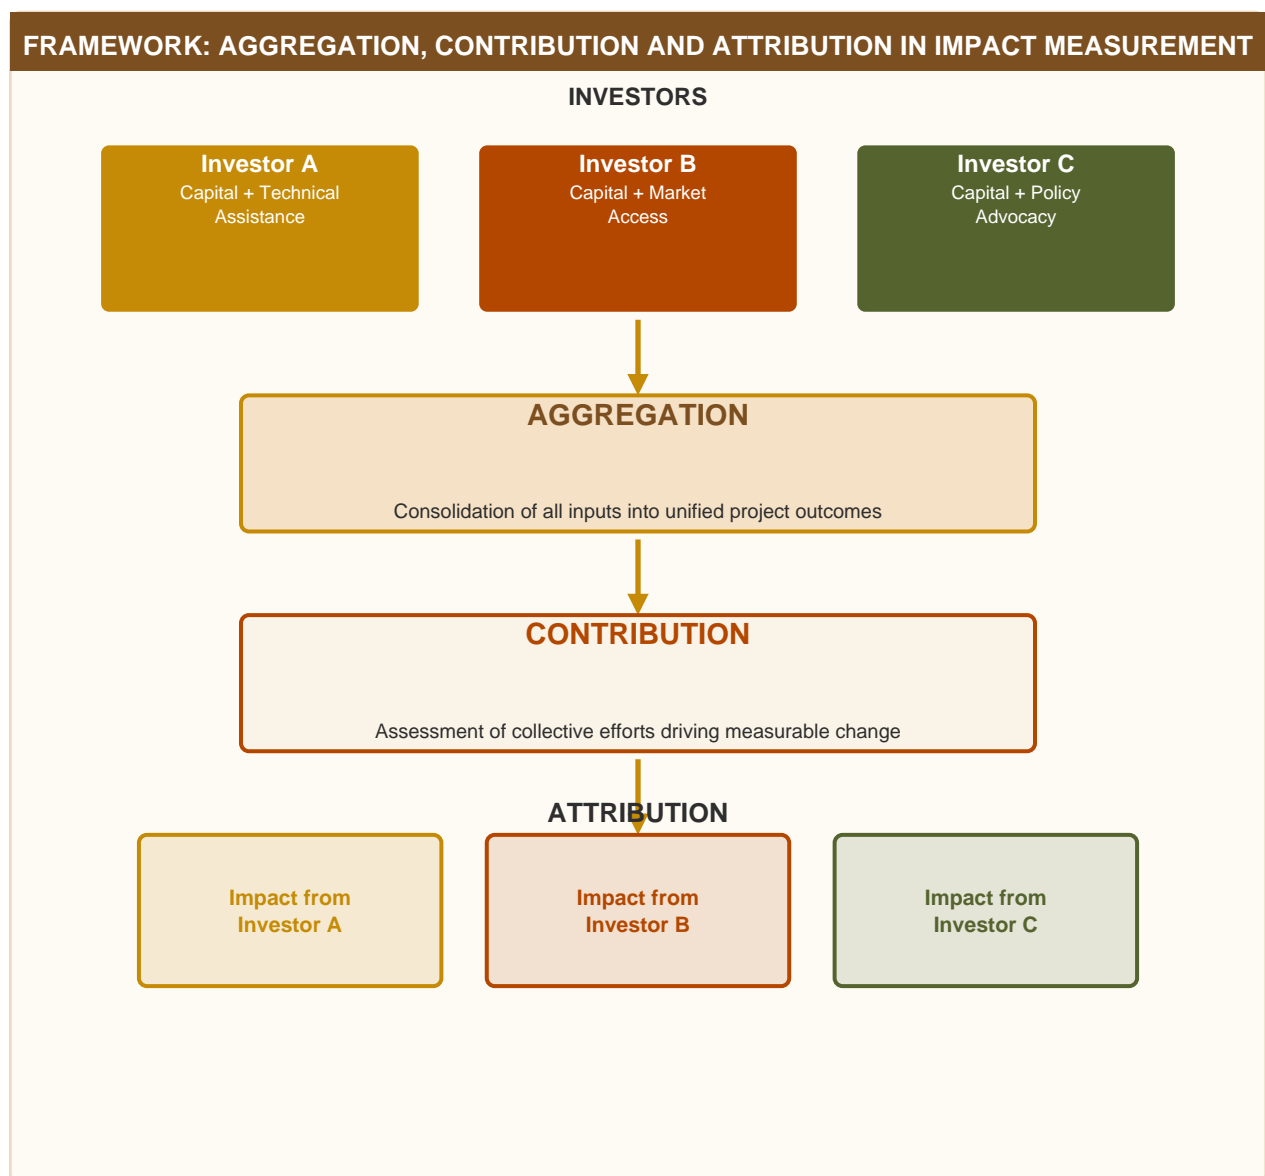 FRAMEWORK: AGGREGATION, CONTRIBUTION AND ATTRIBUTION IN IMPACT MEASUREMENT
INVESTORS
Investor A
Capital + Technical
Assistance
Investor B
Capital + Market
Access
Investor C
Capital + Policy
Advocacy
AGGREGATION
Consolidation of all inputs into unified project outcomes
CONTRIBUTION
Assessment of collective efforts driving measurable change
ATTRIBUTION
Impact from
Investor A
Impact from
Investor B
Impact from
Investor C